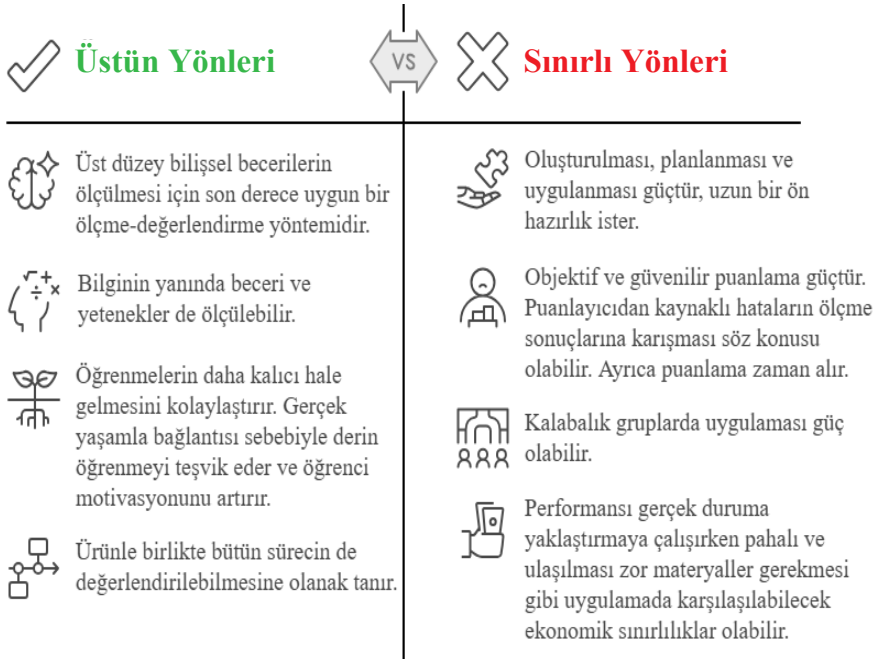 Üstün Yönleri
VS
Sınırlı Yönleri
Üst düzey bilişsel becerilerin
ölçülmesi için son derece uygun bir
ölçme-değerlendirme yöntemidir.
Bilginin yanında beceri ve
yetenekler de ölçülebilir.
Öğrenmelerin daha kalıcı hale
gelmesini kolaylaştırır. Gerçek
yaşamla bağlantısı sebebiyle derin
öğrenmeyi teşvik eder ve öğrenci
motivasyonunu artırır.
Ürünle birlikte bütün sürecin de
değerlendirilebilmesine olanak tanır.
Oluşturulması, planlanması ve
uygulanması güçtür, uzun bir ön
hazırlık ister.
Objektif ve güvenilir puanlama güçtür.
Puanlayıcıdan kaynaklı hataların ölçme
sonuçlarına karışması söz konusu
olabilir. Ayrıca puanlama zaman alır.
Kalabalık gruplarda uygulaması güç
olabilir.
Performansı gerçek duruma
yaklaştırmaya çalışırken pahalı ve
ulaşılması zor materyaller gerekmesi
gibi uygulamada karşılaşılabilecek
ekonomik sınırlılıklar olabilir.